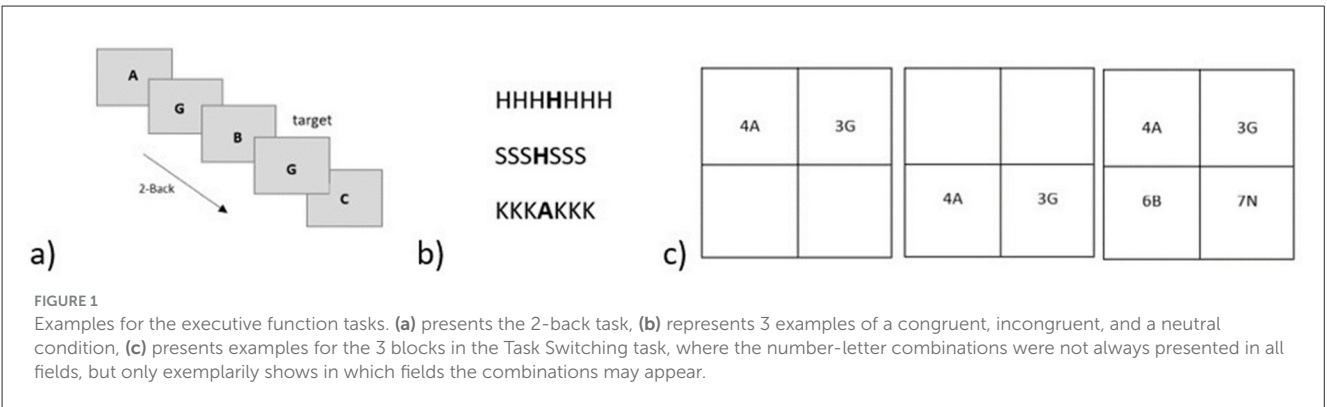 A
G
B
target
G
C
2-Back
a)
HHHHHHH
SSSHSSS
KKKAKKK
b)
4A 3G
4A 3G
4A 3G
6B 7N
c)
FIGURE 1
Examples for the executive function tasks. (a) presents the 2-back task, (b) represents 3 examples of a congruent, incongruent, and a neutral
condition, (c) presents examples for the 3 blocks in the Task Switching task, where the number-letter combinations were not always presented in all
fields, but only exemplarily shows in which fields the combinations may appear.